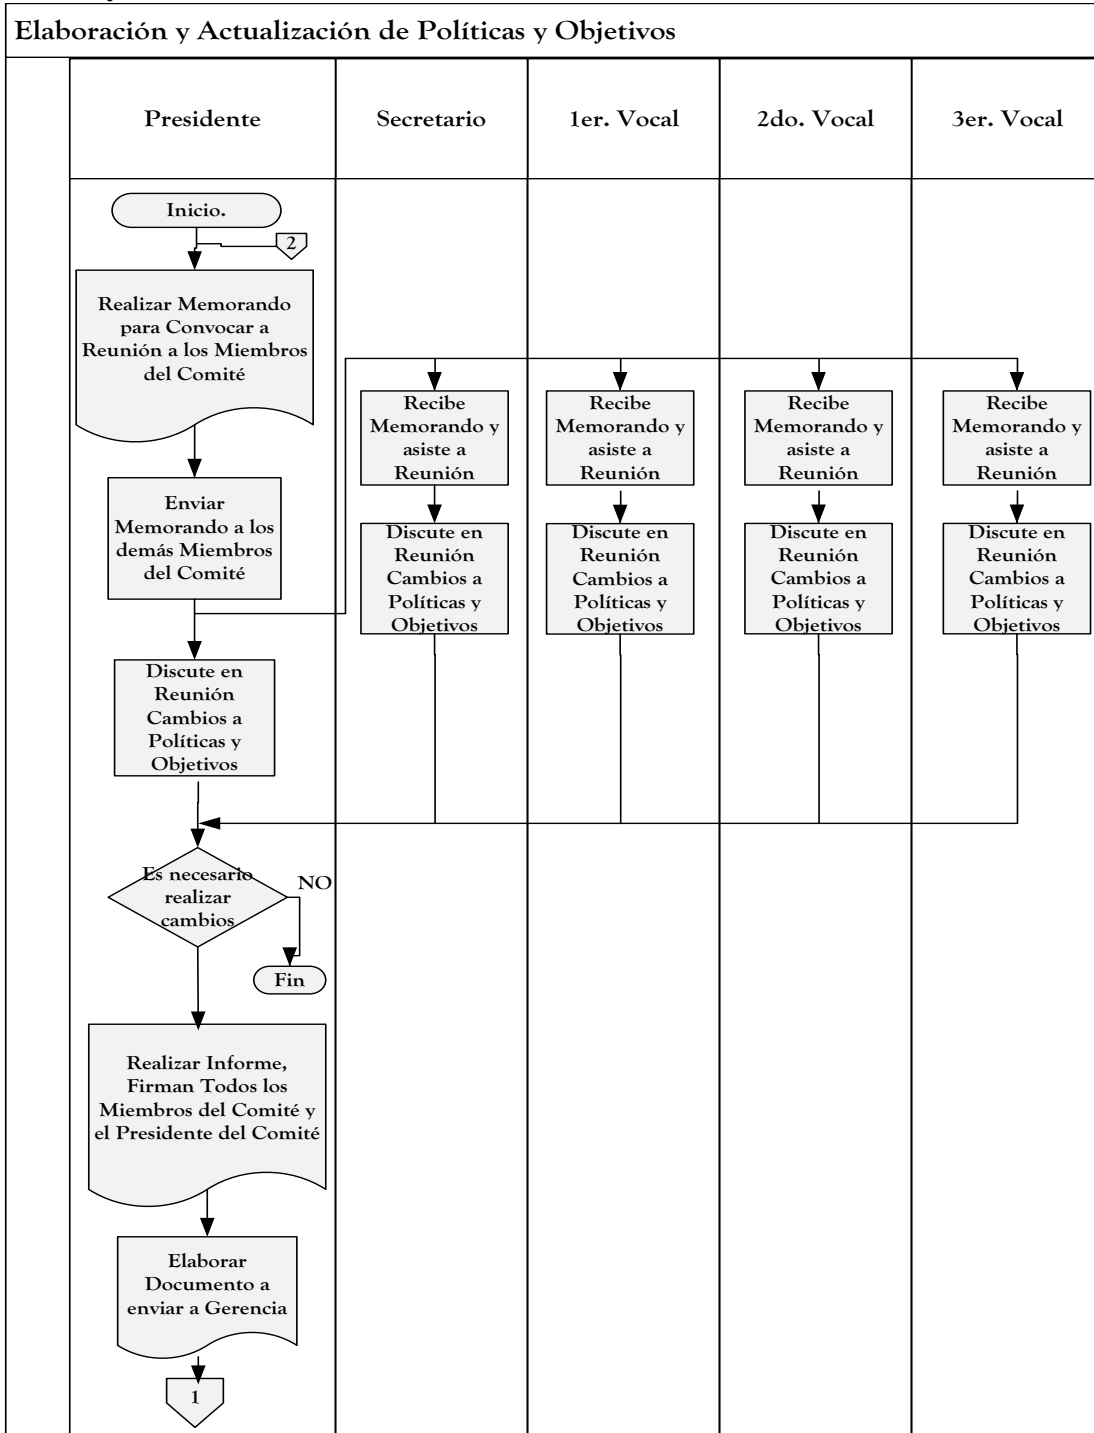 Elaboración y Actualización de Políticas y Objetivos
Presidente
Secretario
1er. Vocal
2do. Vocal
3er. Vocal
Inicio.
2
Realizar Memorando
para Convocar a
Reunión a los Miembros
del Comité
Recibe
Memorando y
asiste a
Reunión
Recibe
Memorando y
asiste a
Reunión
Recibe
Memorando y
asiste a
Reunión
Recibe
Memorando y
asiste a
Reunión
Enviar
Memorando a los
demás Miembros
del Comité
Discute en
Reunión
Cambios a
Políticas y
Objetivos
Discute en
Reunión
Cambios a
Políticas y
Objetivos
Discute en
Reunión
Cambios a
Políticas y
Objetivos
Discute en
Reunión
Cambios a
Políticas y
Objetivos
Discute en
Reunión
Cambios a
Políticas y
Objetivos
Es necesario
realizar
cambios
NO
Fin
Realizar Informe,
Firman Todos los
Miembros del Comité y
el Presidente del Comité
Elaborar
Documento a
enviar a Gerencia
1